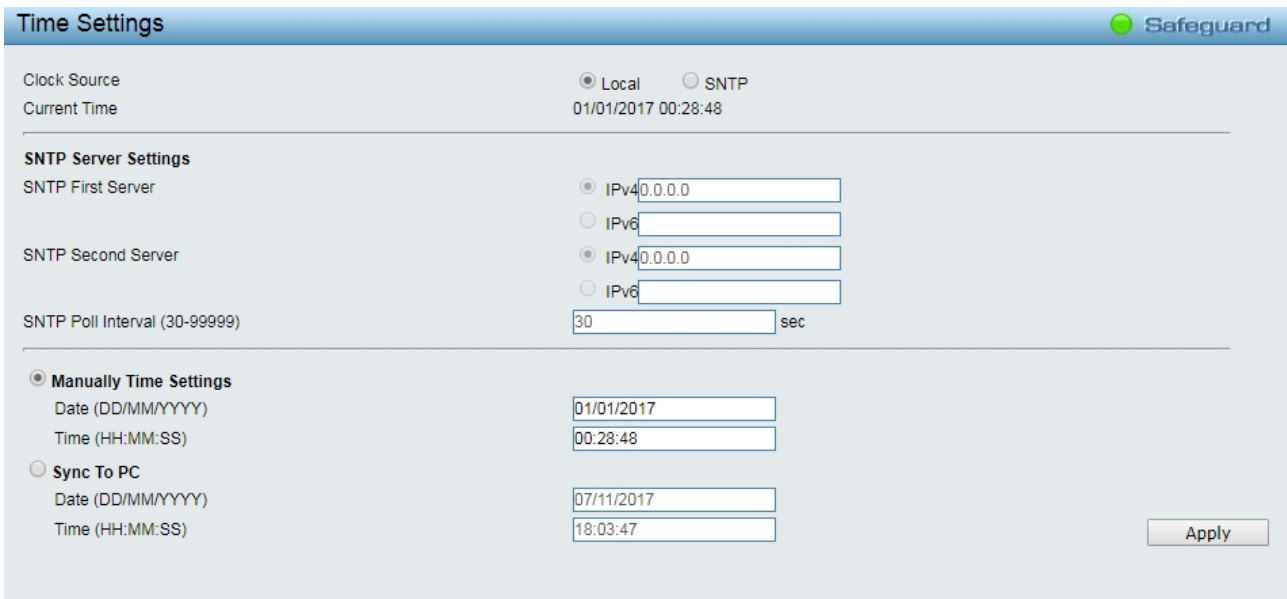 Time Settings
Safeguard
Clock Source Local SNTP
Current Time 01/01/2017 00:28:48
SNTP Server Settings
SNTP First Server IPv4 0.0.0.0
IPv6
SNTP Second Server IPv4 0.0.0.0
IPv6
SNTP Poll Interval (30-99999) 30 sec
Manually Time Settings
Date (DD/MM/YYYY) 01/01/2017
Time (HH:MM:SS) 00:28:48
Sync To PC
Date (DD/MM/YYYY) 07/11/2017
Time (HH:MM:SS) 18:03:47
Apply